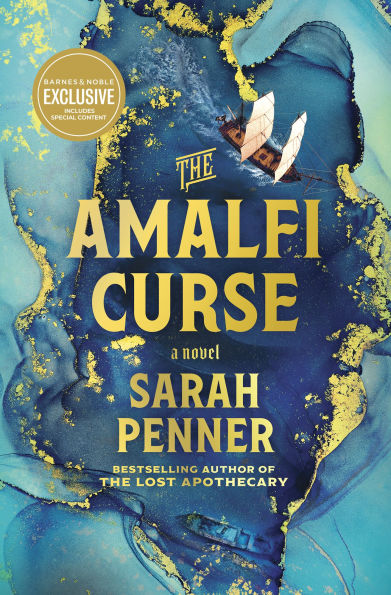 BARNES & NOBLE
EXCLUSIVE
INCLUDES
SPECIAL CONTENT
THE
AMALFI
CURSE
a novel
SARAH
PENNER
BESTSELLING AUTHOR OF
THE LOST APOTHECARY